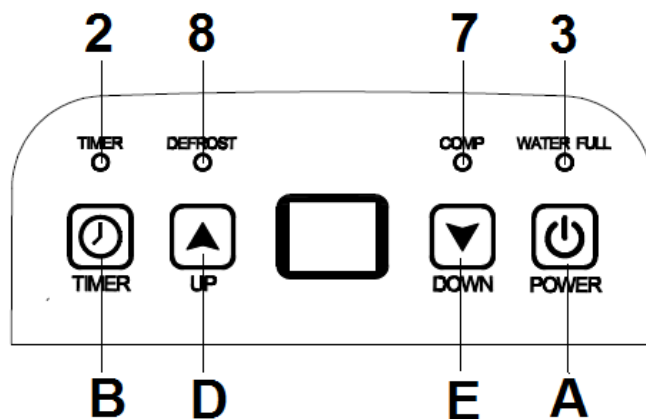 2 8 7 3
TIMER DEFROST COMP WATER FULL
TIMER UP DOWN POWER
B D E A